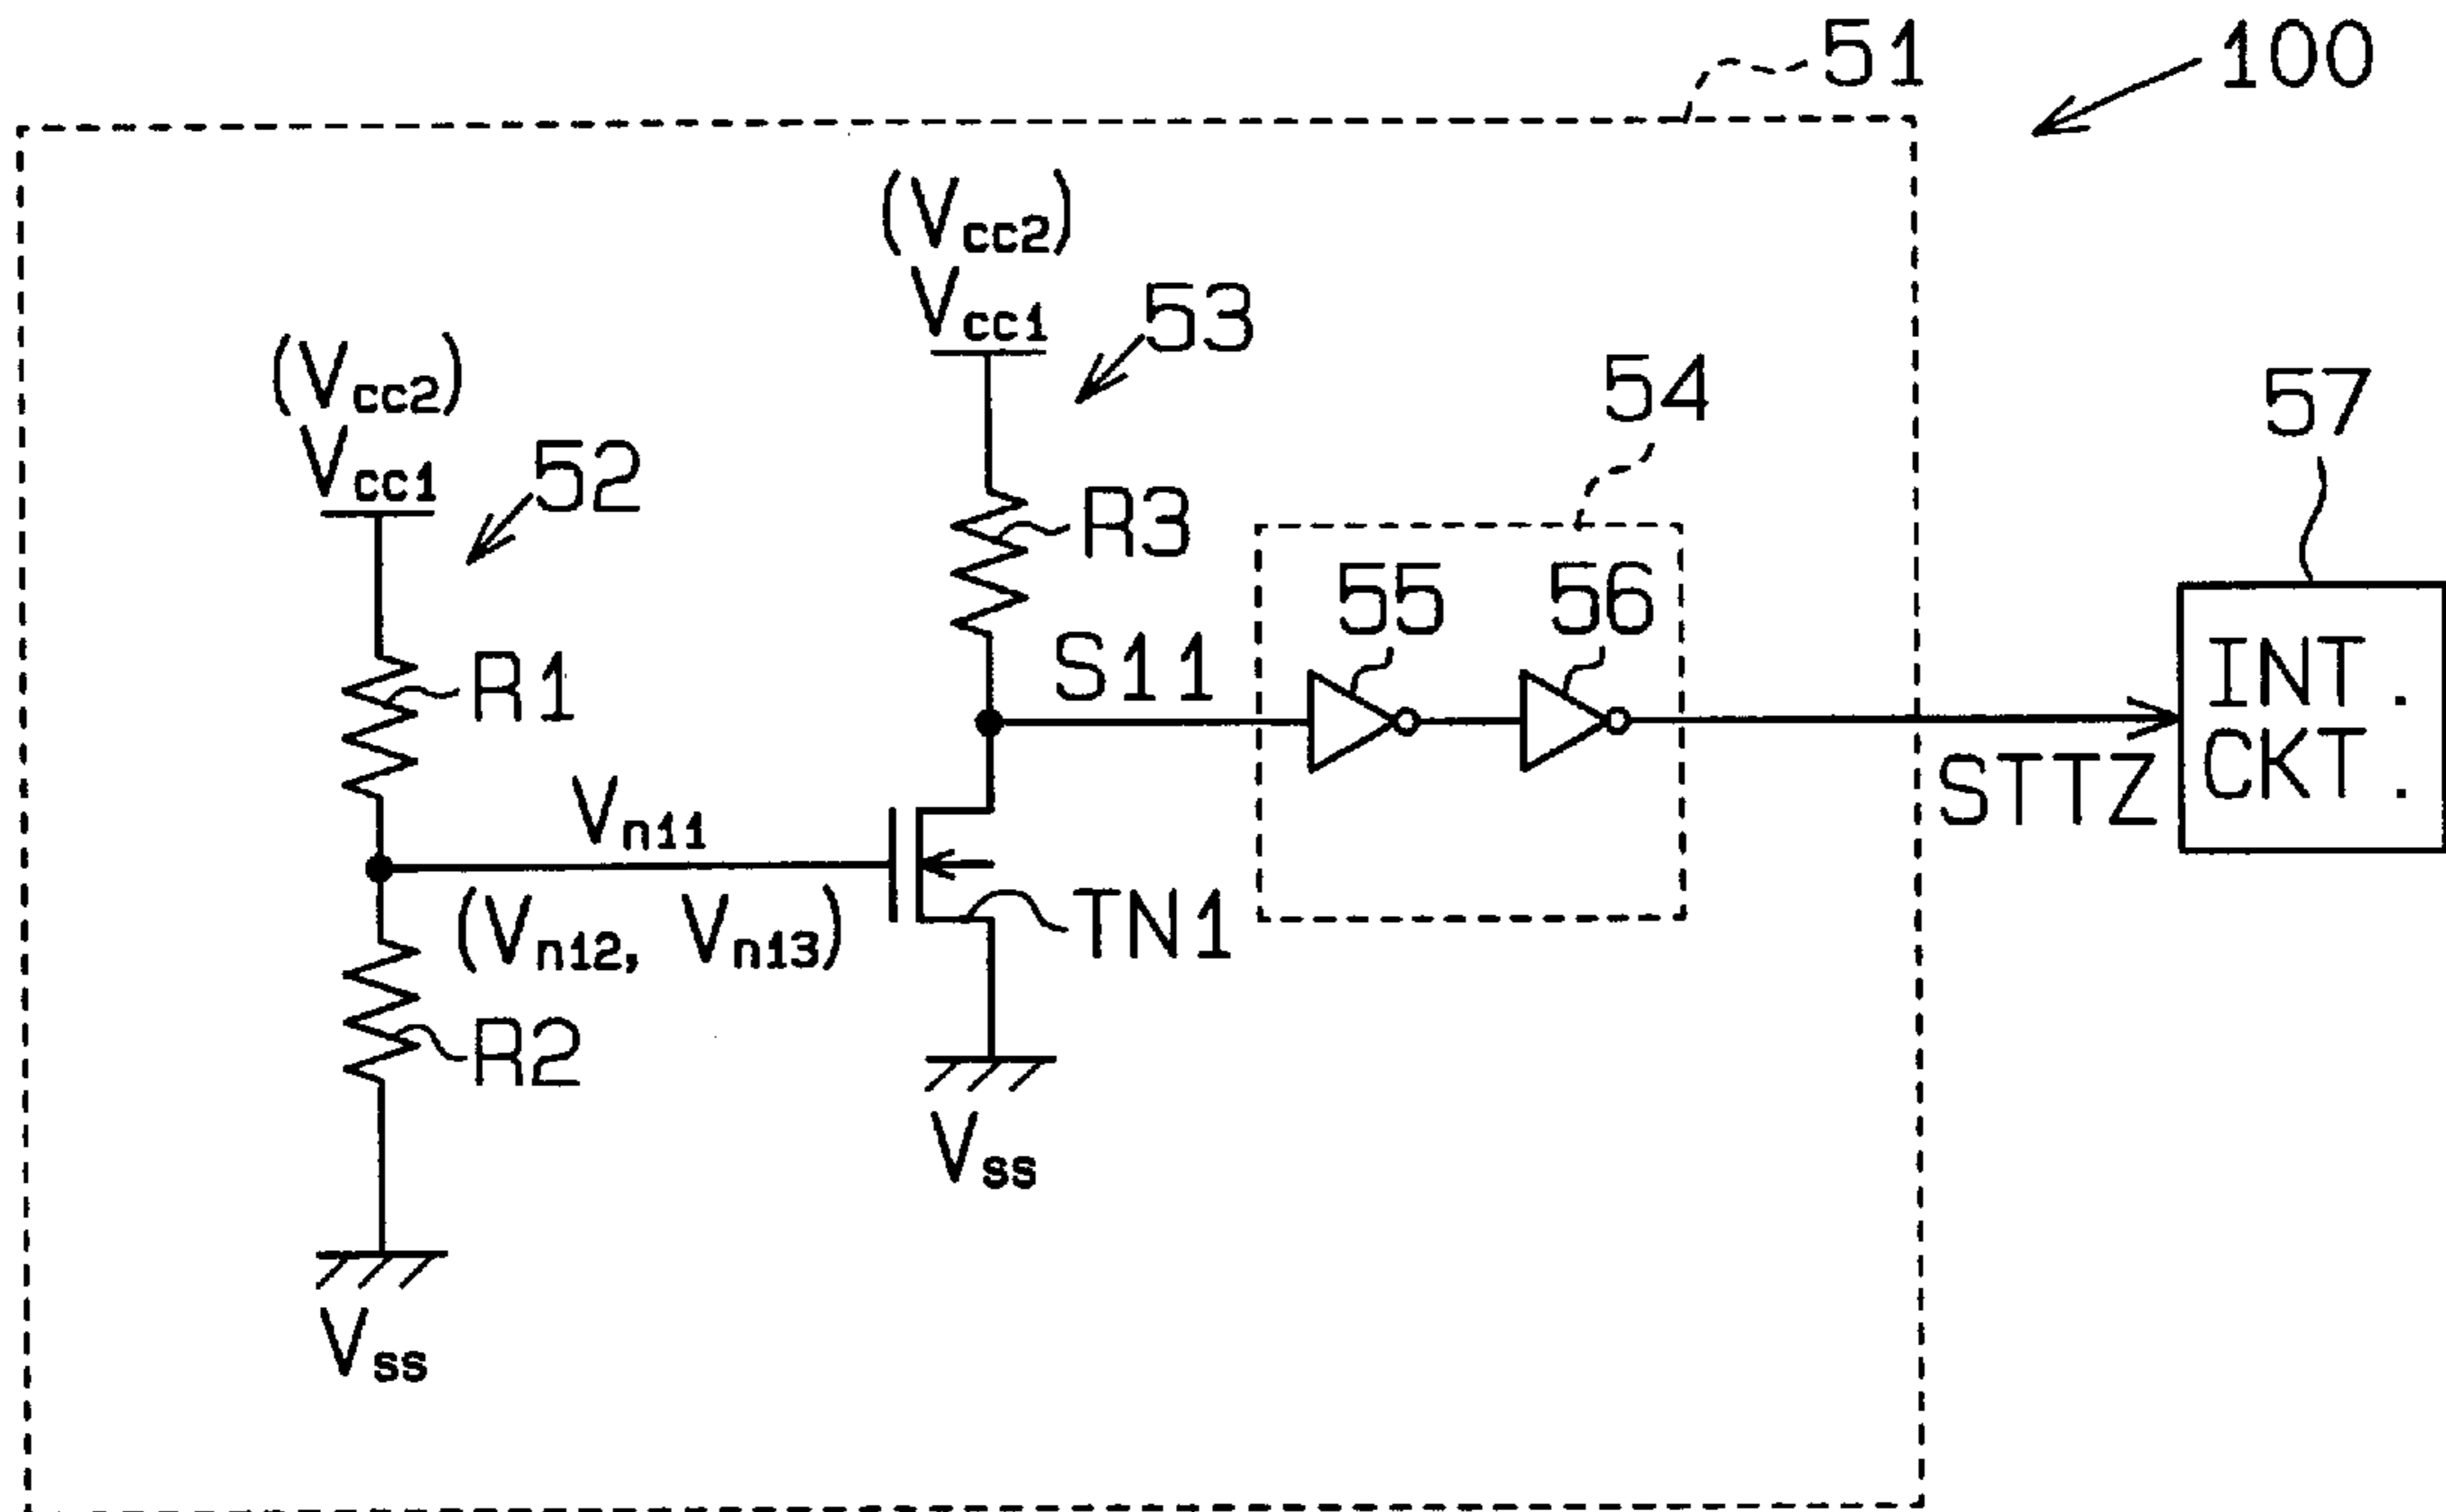 51
100
(Vcc2)
Vcc1
53
(Vcc2)
Vcc1
52
54
57
R3
55
56
R1
S11
INT.
CKT.
STTZ
Vn11
(Vn12, Vn13)
TN1
R2
Vss
Vss